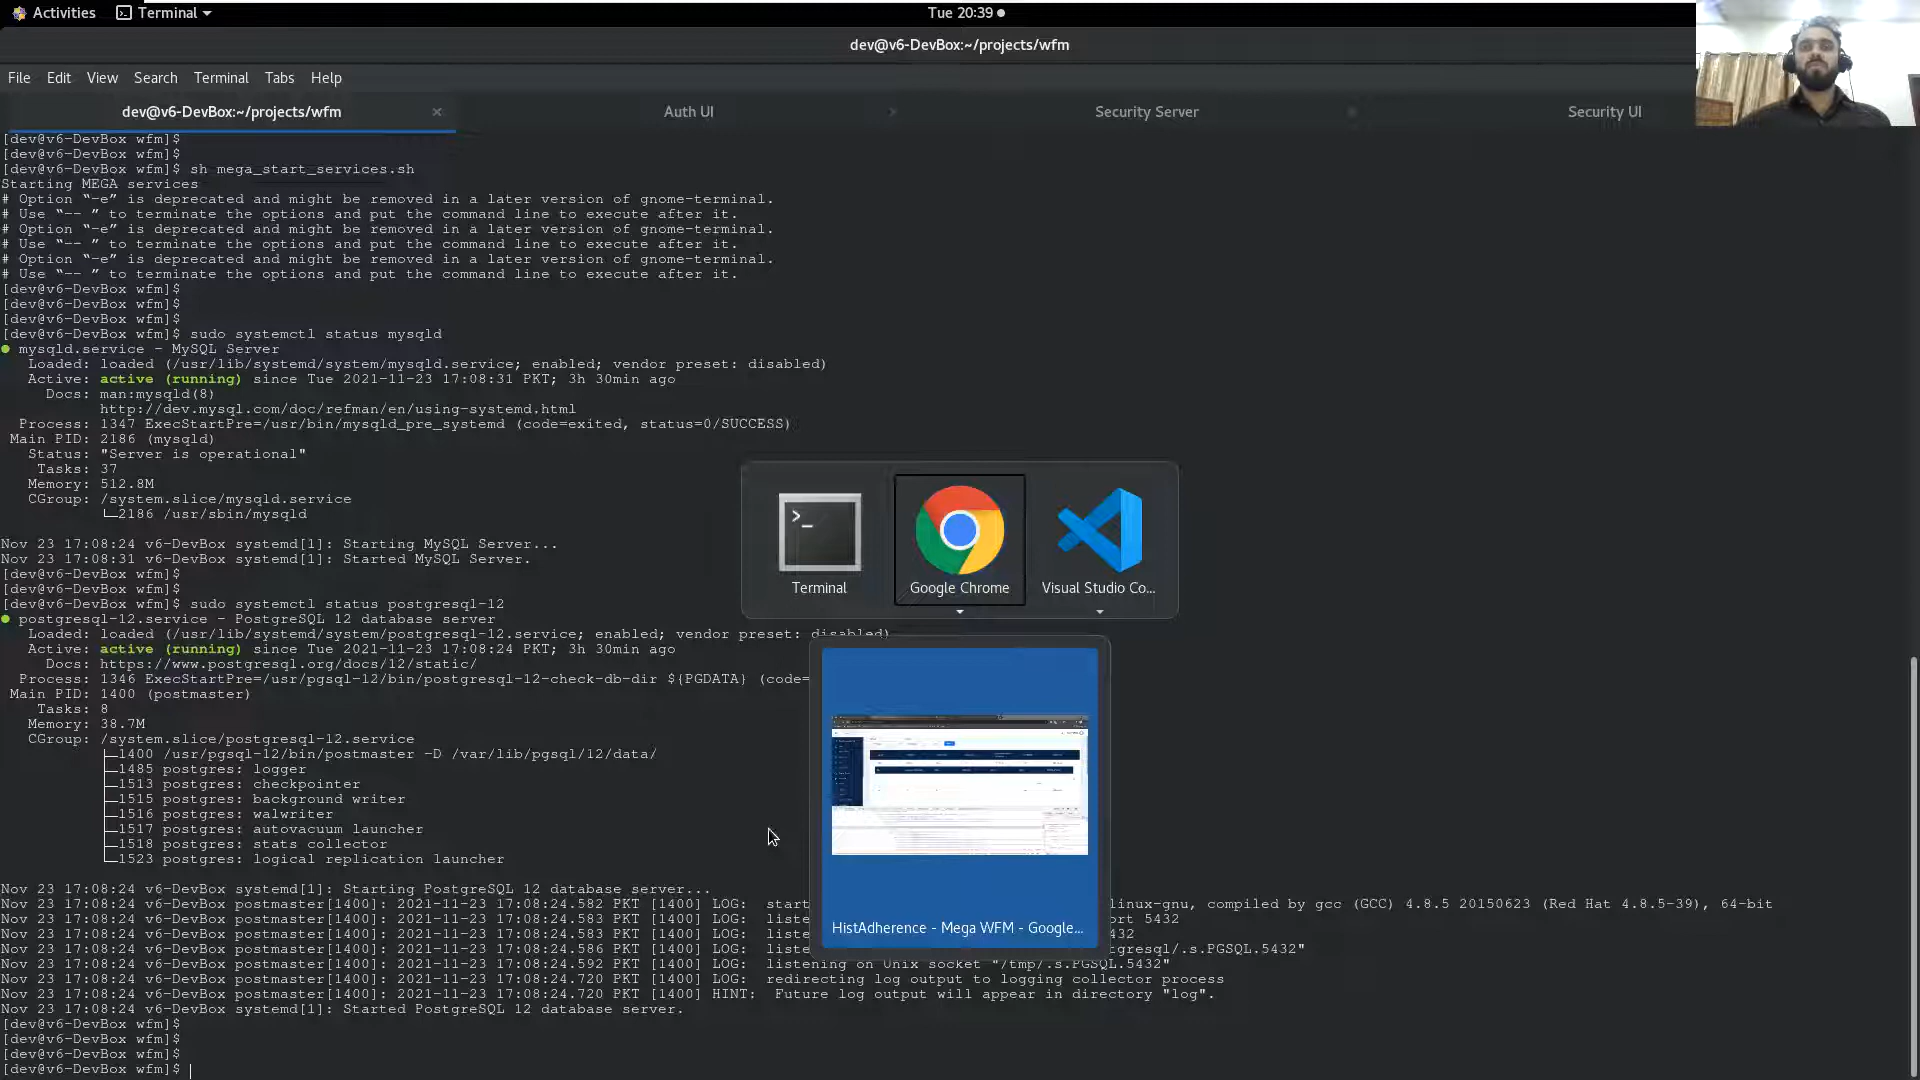 Activities
Terminal
Tue 20:39
dev@v6-DevBox:~/projects/wfm
File Edit View Search Terminal Tabs Help
dev@v6-DevBox:~/projects/wfm
Auth UI
Security Server
Security UI
[dev@v6-DevBox wfm]$
[dev@v6-DevBox wfm]$
[dev@v6-DevBox wfm]$ sh mega_start_services.sh
Starting MEGA services
# Option “-e” is deprecated and might be removed in a later version of gnome-terminal.
# Use “-- ” to terminate the options and put the command line to execute after it.
# Option “-e” is deprecated and might be removed in a later version of gnome-terminal.
# Use “-- ” to terminate the options and put the command line to execute after it.
# Option “-e” is deprecated and might be removed in a later version of gnome-terminal.
# Use “-- ” to terminate the options and put the command line to execute after it.
[dev@v6-DevBox wfm]$
[dev@v6-DevBox wfm]$
[dev@v6-DevBox wfm]$
[dev@v6-DevBox wfm]$ sudo systemctl status mysqld
● mysqld.service - MySQL Server
Loaded: loaded (/usr/lib/systemd/system/mysqld.service; enabled; vendor preset: disabled)
Active: active (running) since Tue 2021-11-23 17:08:31 PKT; 3h 30min ago
Docs: man:mysqld(8)
http://dev.mysql.com/doc/refman/en/using-systemd.html
Process: 1347 ExecStartPre=/usr/bin/mysqld_pre_systemd (code=exited, status=0/SUCCESS)
Main PID: 2186 (mysqld)
Status: "Server is operational"
Tasks: 37
Memory: 512.8M
CGroup: /system.slice/mysqld.service
└─2186 /usr/sbin/mysqld
Nov 23 17:08:24 v6-DevBox systemd[1]: Starting MySQL Server...
Nov 23 17:08:31 v6-DevBox systemd[1]: Started MySQL Server.
[dev@v6-DevBox wfm]$
[dev@v6-DevBox wfm]$
[dev@v6-DevBox wfm]$ sudo systemctl status postgresql-12
● postgresql-12.service - PostgreSQL 12 database server
Loaded: loaded (/usr/lib/systemd/system/postgresql-12.service; enabled; vendor preset: disabled)
Active: active (running) since Tue 2021-11-23 17:08:24 PKT; 3h 30min ago
Docs: https://www.postgresql.org/docs/12/static/
Process: 1346 ExecStartPre=/usr/pgsql-12/bin/postgresql-12-check-db-dir ${PGDATA} (code=
Main PID: 1400 (postmaster)
Tasks: 8
Memory: 38.7M
CGroup: /system.slice/postgresql-12.service
├─1400 /usr/pgsql-12/bin/postmaster -D /var/lib/pgsql/12/data/
├─1485 postgres: logger
├─1513 postgres: checkpointer
├─1515 postgres: background writer
├─1516 postgres: walwriter
├─1517 postgres: autovacuum launcher
├─1518 postgres: stats collector
└─1523 postgres: logical replication launcher
Nov 23 17:08:24 v6-DevBox systemd[1]: Starting PostgreSQL 12 database server...
Nov 23 17:08:24 v6-DevBox postmaster[1400]: 2021-11-23 17:08:24.582 PKT [1400] LOG: start linux-gnu, compiled by gcc (GCC) 4.8.5 20150623 (Red Hat 4.8.5-39), 64-bit
Nov 23 17:08:24 v6-DevBox postmaster[1400]: 2021-11-23 17:08:24.583 PKT [1400] LOG: liste ort 5432
Nov 23 17:08:24 v6-DevBox postmaster[1400]: 2021-11-23 17:08:24.583 PKT [1400] LOG: liste 432
Nov 23 17:08:24 v6-DevBox postmaster[1400]: 2021-11-23 17:08:24.586 PKT [1400] LOG: liste tgresql/.s.PGSQL.5432"
Nov 23 17:08:24 v6-DevBox postmaster[1400]: 2021-11-23 17:08:24.592 PKT [1400] LOG: listening on Unix socket "/tmp/.s.PGSQL.5432"
Nov 23 17:08:24 v6-DevBox postmaster[1400]: 2021-11-23 17:08:24.720 PKT [1400] LOG: redirecting log output to logging collector process
Nov 23 17:08:24 v6-DevBox postmaster[1400]: 2021-11-23 17:08:24.720 PKT [1400] HINT: Future log output will appear in directory "log".
Nov 23 17:08:24 v6-DevBox systemd[1]: Started PostgreSQL 12 database server.
[dev@v6-DevBox wfm]$
[dev@v6-DevBox wfm]$
[dev@v6-DevBox wfm]$
[dev@v6-DevBox wfm]$
Terminal
Google Chrome
Visual Studio Co...
HistAdherence - Mega WFM - Google...